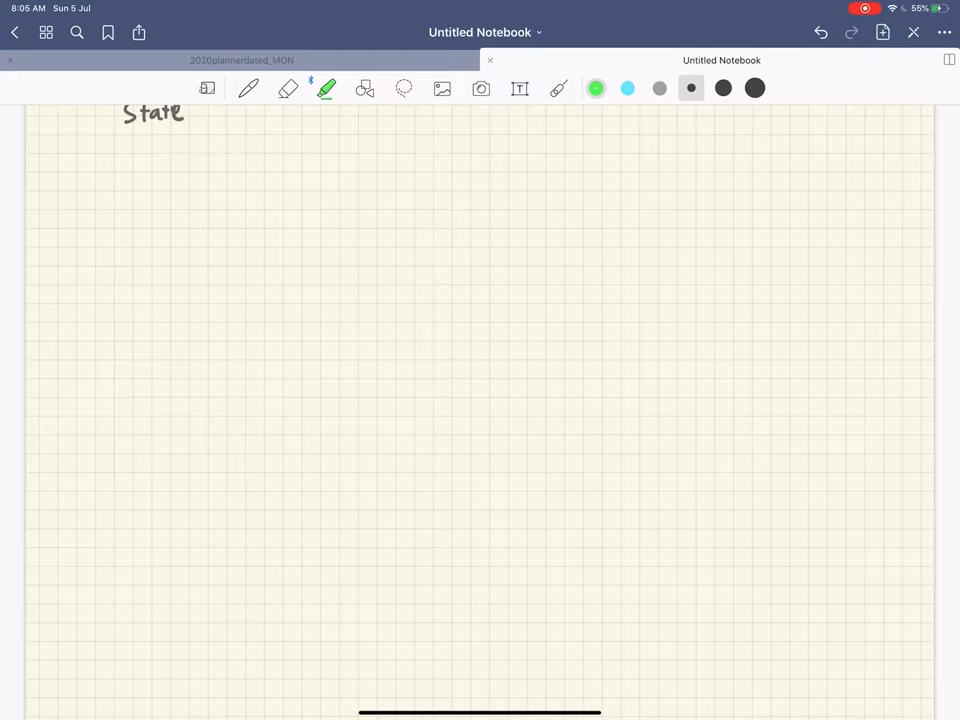 8:05 AM Sun 5 Jul 55%
Untitled Notebook
2020plannerdated_MON Untitled Notebook
T
State